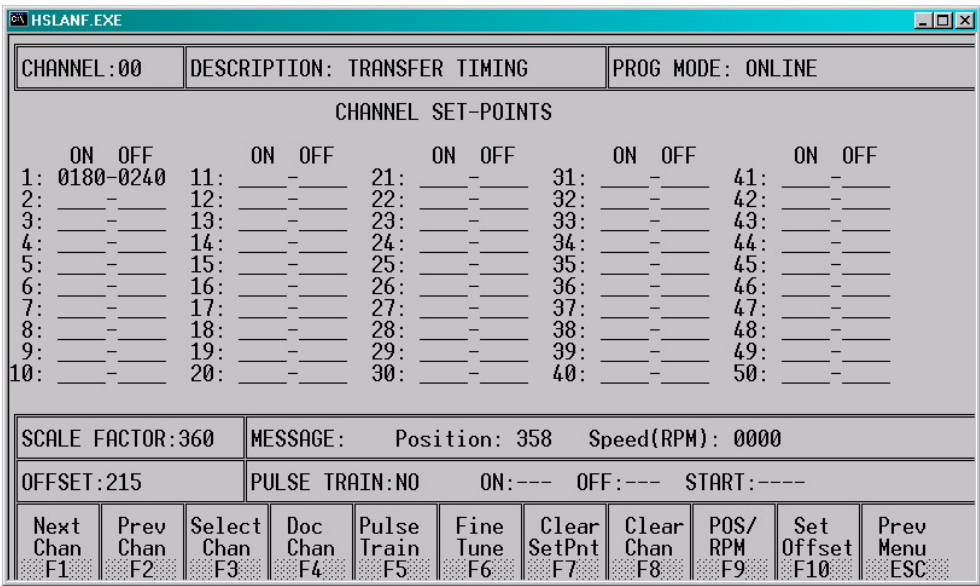 HSLANF.EXE
CHANNEL:00 DESCRIPTION: TRANSFER TIMING PROG MODE: ONLINE
CHANNEL SET-POINTS
ON OFF ON OFF ON OFF ON OFF ON OFF
1: 0180-0240 11: ____-____ 21: ____-____ 31: ____-____ 41: ____-____
2: ____-____ 12: ____-____ 22: ____-____ 32: ____-____ 42: ____-____
3: ____-____ 13: ____-____ 23: ____-____ 33: ____-____ 43: ____-____
4: ____-____ 14: ____-____ 24: ____-____ 34: ____-____ 44: ____-____
5: ____-____ 15: ____-____ 25: ____-____ 35: ____-____ 45: ____-____
6: ____-____ 16: ____-____ 26: ____-____ 36: ____-____ 46: ____-____
7: ____-____ 17: ____-____ 27: ____-____ 37: ____-____ 47: ____-____
8: ____-____ 18: ____-____ 28: ____-____ 38: ____-____ 48: ____-____
9: ____-____ 19: ____-____ 29: ____-____ 39: ____-____ 49: ____-____
10: ____-____ 20: ____-____ 30: ____-____ 40: ____-____ 50: ____-____
SCALE FACTOR:360 MESSAGE: Position: 358 Speed(RPM): 0000
OFFSET:215 PULSE TRAIN:NO ON:--- OFF:--- START:----
Next Prev Select Doc Pulse Fine Clear Clear POS/ Set Prev
Chan Chan Chan Chan Train Tune SetPnt Chan RPM Offset Menu
F1 F2 F3 F4 F5 F6 F7 F8 F9 F10 ESC